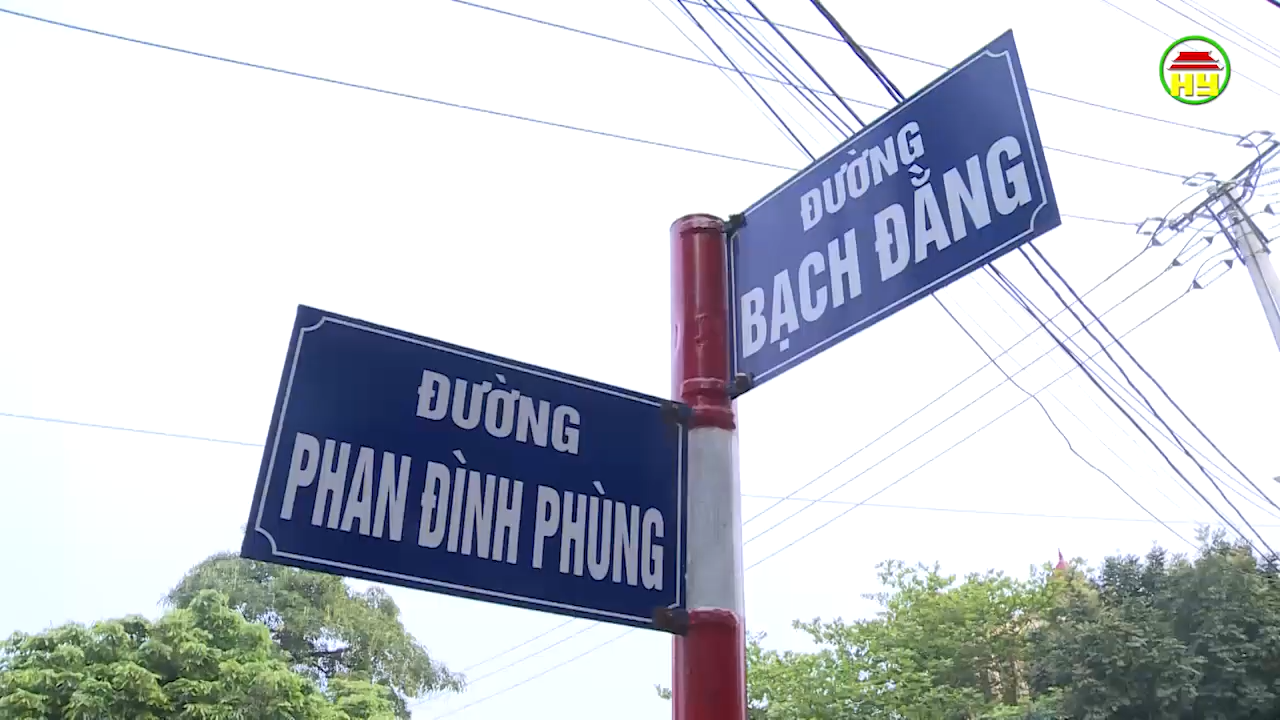 HY
ĐƯỜNG
BẠCH ĐẰNG
ĐƯỜNG
PHAN ĐÌNH PHÙNG